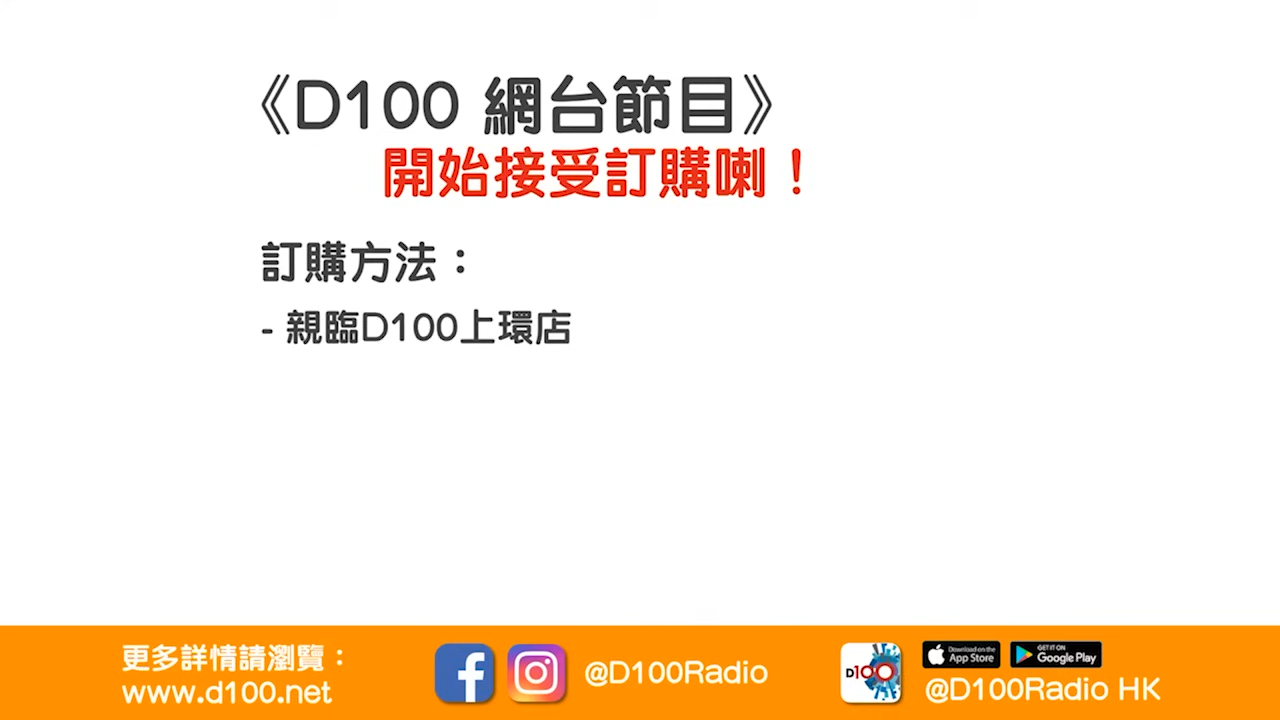 《D100 網台節目》
開始接受訂購喇！
訂購方法：
- 親臨D100上環店
更多詳情請瀏覽：
www.d100.net
@D100Radio
D100
Download on the
App Store
GET IT ON
Google Play
@D100Radio HK